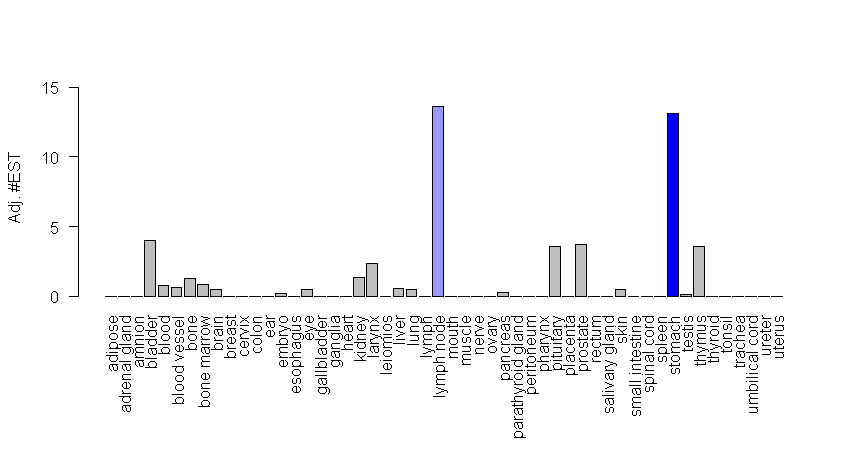 15
10
5
0
Adj. #EST
adipose
adrenal gland
amnion
bladder
blood
blood vessel
bone
bone marrow
brain
breast
cervix
colon
ear
embryo
esophagus
eye
gallbladder
ganglia
heart
kidney
larynx
leiomios
liver
lung
lymph
lymph node
mouth
muscle
nerve
ovary
pancreas
parathyroid gland
peritoneum
pharynx
pituitary
placenta
prostate
rectum
salivary gland
skin
small intestine
spinal cord
spleen
stomach
testis
thymus
thyroid
tonsil
trachea
umbilical cord
ureter
uterus